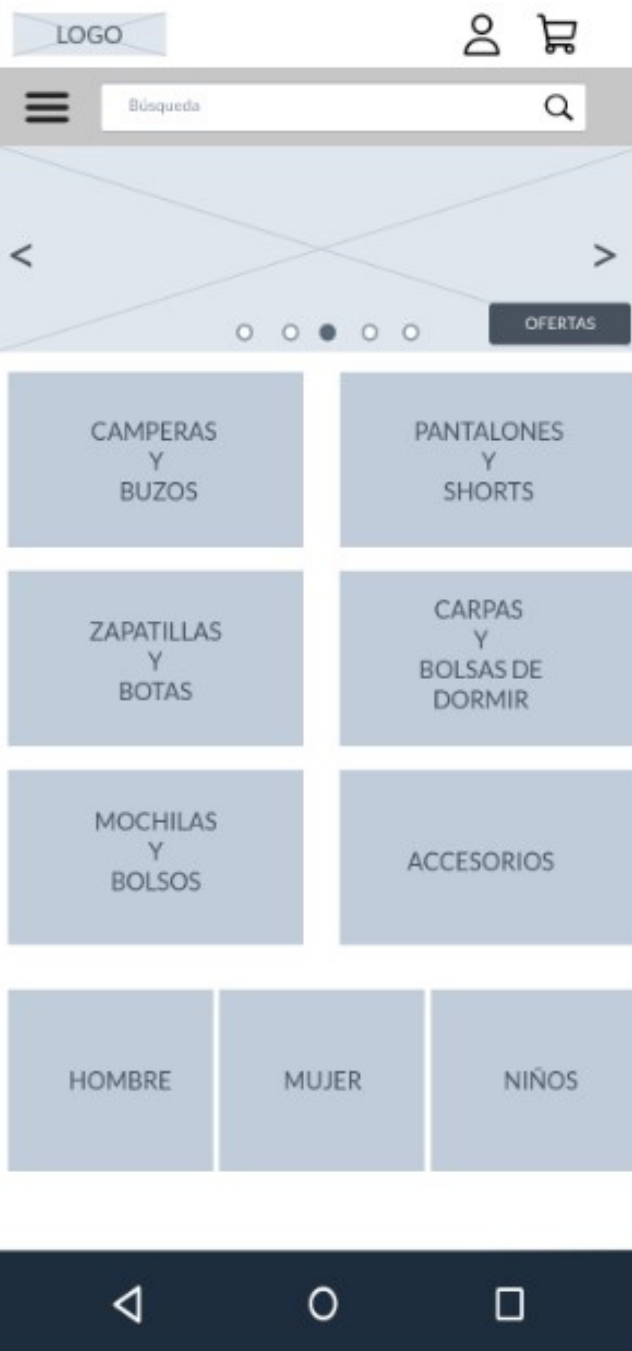 LOGO
Búsqueda
< >
OFERTAS
CAMPERAS
Y
BUZOS
PANTALONES
Y
SHORTS
ZAPATILLAS
Y
BOTAS
CARPAS
Y
BOLSAS DE
DORMIR
MOCHILAS
Y
BOLSOS
ACCESORIOS
HOMBRE
MUJER
NIÑOS